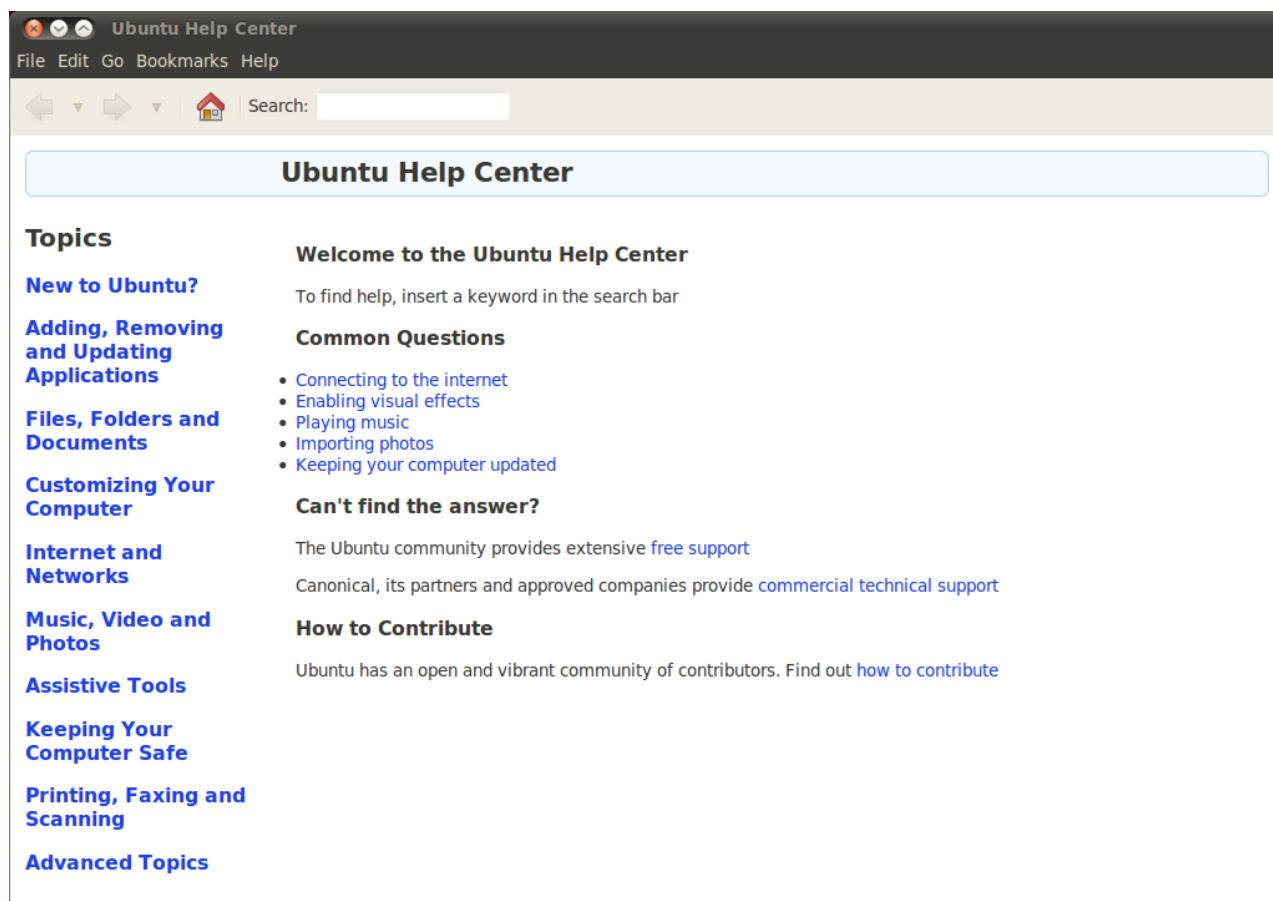 Ubuntu Help Center
File Edit Go Bookmarks Help
Search:
Ubuntu Help Center
Topics
New to Ubuntu?
Adding, Removing
and Updating
Applications
Files, Folders and
Documents
Customizing Your
Computer
Internet and
Networks
Music, Video and
Photos
Assistive Tools
Keeping Your
Computer Safe
Printing, Faxing and
Scanning
Advanced Topics
Welcome to the Ubuntu Help Center
To find help, insert a keyword in the search bar
Common Questions
• Connecting to the internet
• Enabling visual effects
• Playing music
• Importing photos
• Keeping your computer updated
Can't find the answer?
The Ubuntu community provides extensive free support
Canonical, its partners and approved companies provide commercial technical support
How to Contribute
Ubuntu has an open and vibrant community of contributors. Find out how to contribute